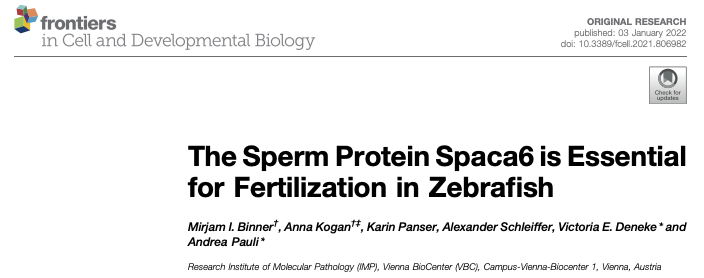 frontiers
in Cell and Developmental Biology
ORIGINAL RESEARCH
published: 03 January 2022
doi: 10.3389/fcell.2021.806982
Check for
updates
The Sperm Protein Spaca6 is Essential
for Fertilization in Zebrafish
Mirjam I. Binner†, Anna Kogan†‡, Karin Panser, Alexander Schleiffer, Victoria E. Deneke* and
Andrea Pauli*
Research Institute of Molecular Pathology (IMP), Vienna BioCenter (VBC), Campus-Vienna-Biocenter 1, Vienna, Austria